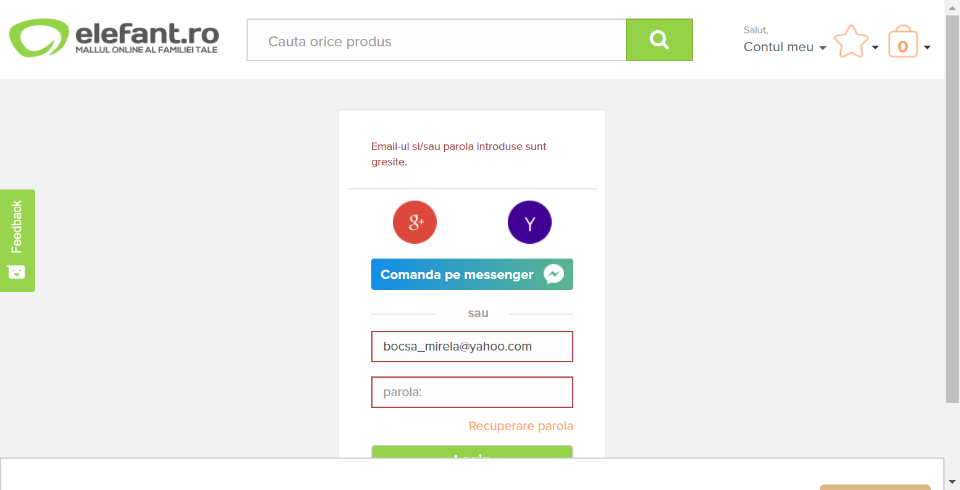 elefant.ro
MALLUL ONLINE AL FAMILIEI TALE
Cauta orice produs
Salut,
Contul meu
0
Email-ul si/sau parola introduse sunt
gresite.
Feedback
g+
Y
Comanda pe messenger
sau
bocsa_mirela@yahoo.com
parola:
Recuperare parola
Login